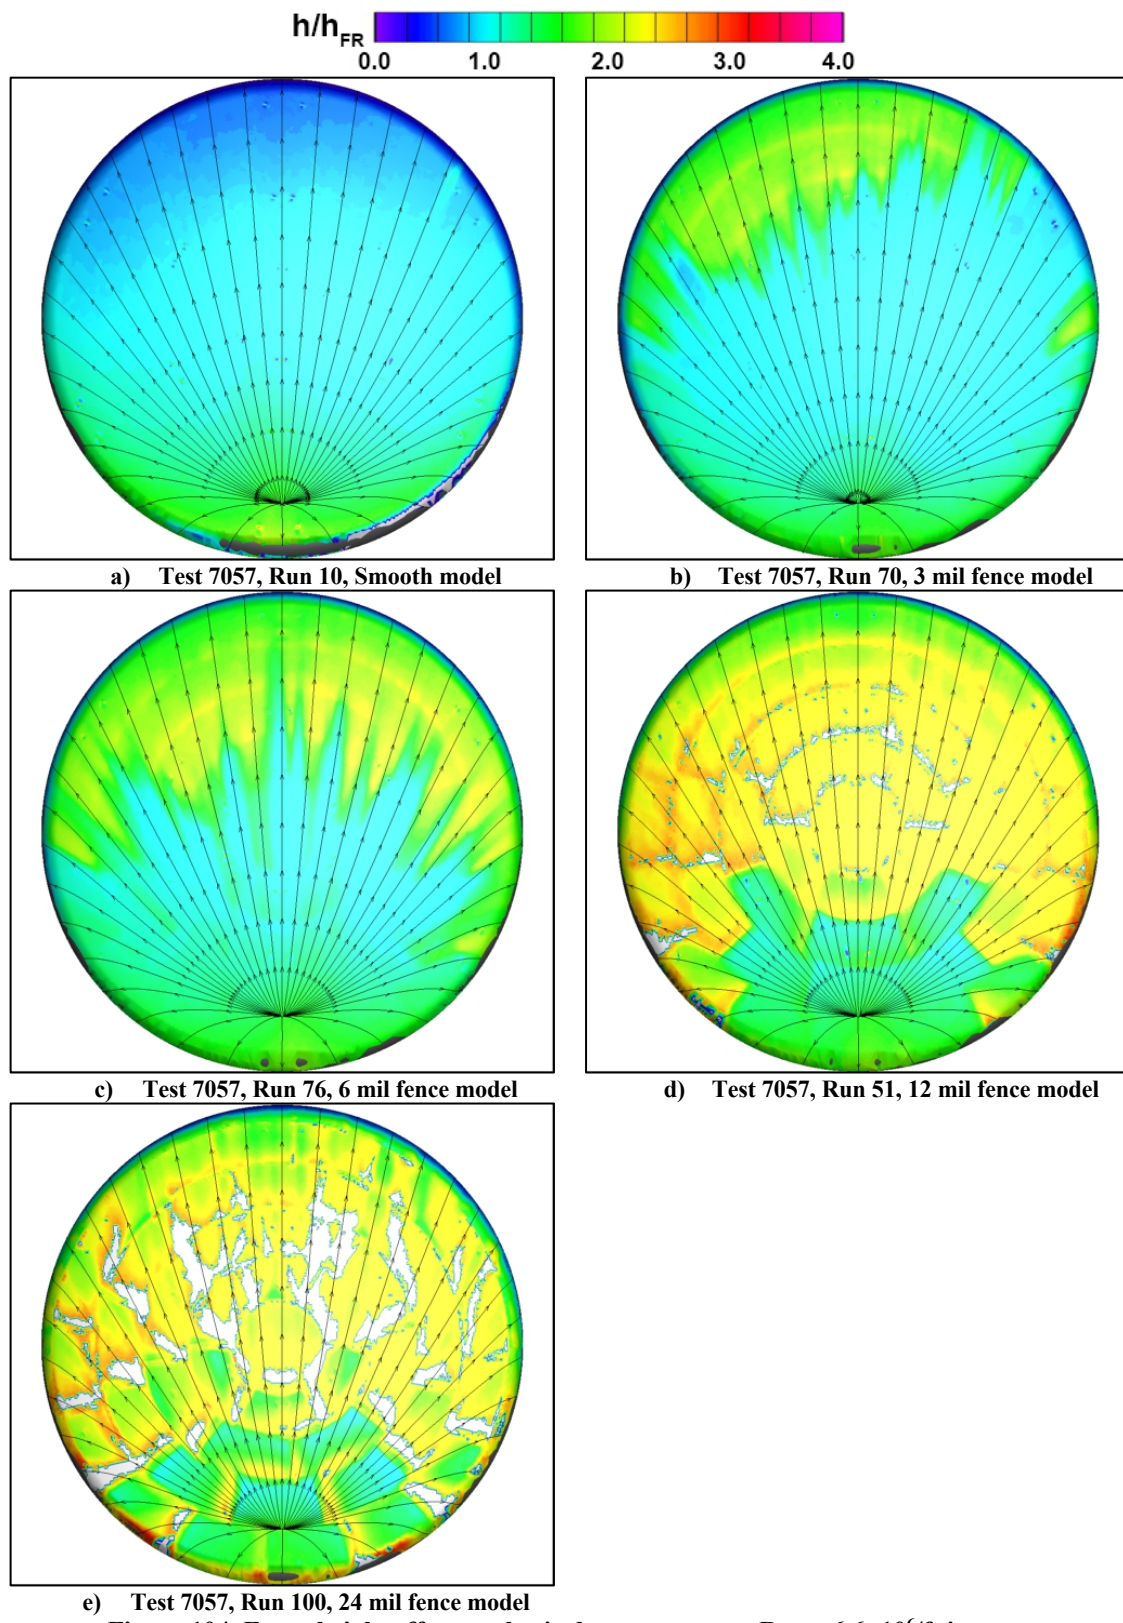 h/hFR
0.0 1.0 2.0 3.0 4.0
a) Test 7057, Run 10, Smooth model
b) Test 7057, Run 70, 3 mil fence model
c) Test 7057, Run 76, 6 mil fence model
d) Test 7057, Run 51, 12 mil fence model
e) Test 7057, Run 100, 24 mil fence model